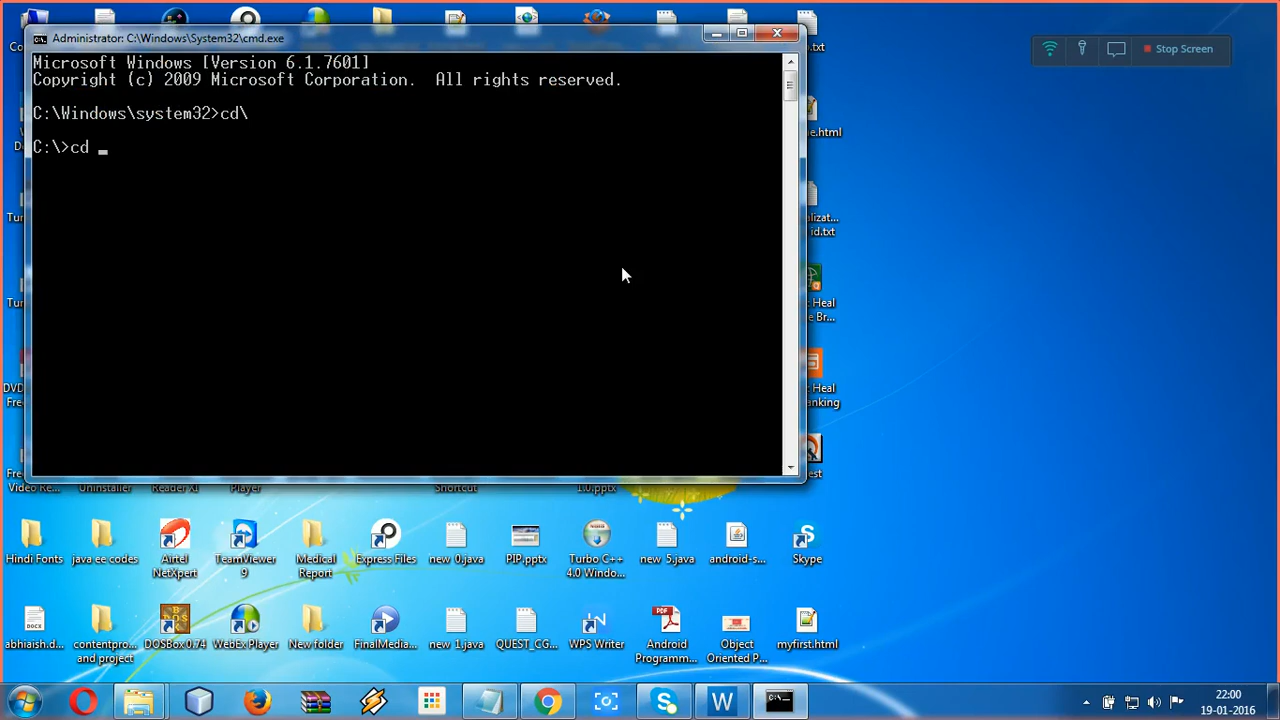 Administrator: C:\Windows\System32\cmd.exe
Microsoft Windows [Version 6.1.7601]
Copyright (c) 2009 Microsoft Corporation.  All rights reserved.
C:\Windows\system32>cd\
C:\>cd _
Stop Screen
Hindi Fonts
java ee codes
Airtel NetXpert
TeamViewer 9
Medical Report
Express Files
new 0.java
PIP.pptx
Turbo C++ 4.0 Windo...
new 5.java
android-s...
Skype
abhiaish.d...
contentpro... and project
DOSBox 0.74
WebEx Player
New folder
FinalMedia...
new 1.java
QUEST_CG...
WPS Writer
Android Programm...
Object Oriented P...
myfirst.html
22:00
19-01-2016